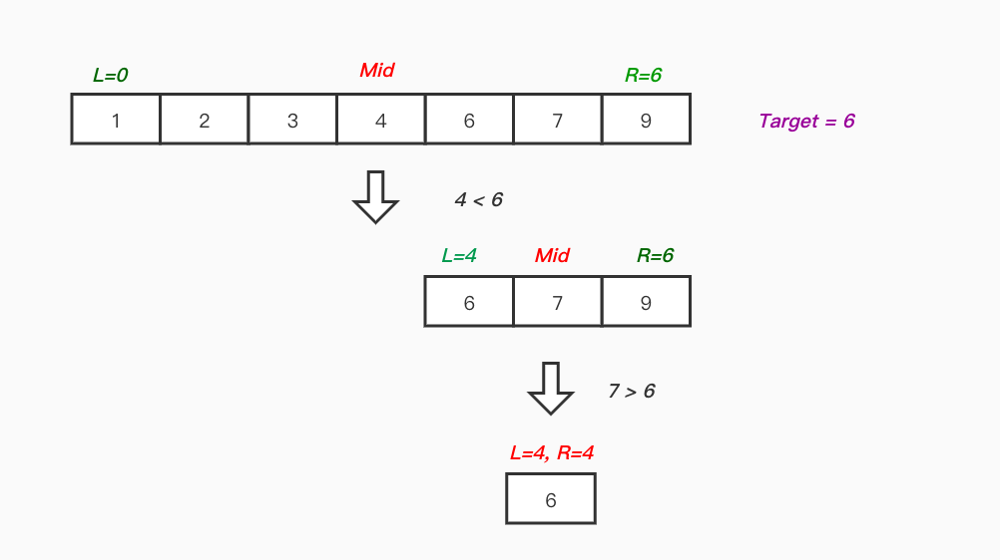 L=0 Mid R=6
1 2 3 4 6 7 9 Target = 6
4 < 6
L=4 Mid R=6
6 7 9
7 > 6
L=4, R=4
6